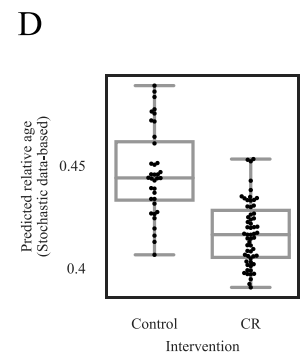 D
Predicted relative age
(Stochastic data-based)
0.45
0.4
Control
CR
Intervention